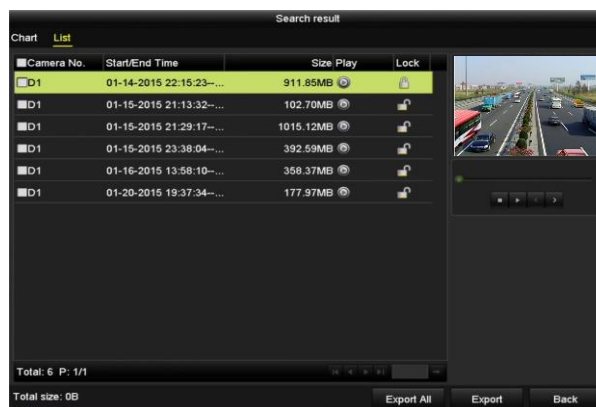 Search result
Chart List
Camera No. Start/End Time Size Play Lock
D1 01-14-2015 22:15:23--... 911.85MB
D1 01-15-2015 21:13:32--... 102.70MB
D1 01-15-2015 21:29:17--... 1015.12MB
D1 01-15-2015 23:38:04--... 392.59MB
D1 01-16-2015 13:58:10--... 358.37MB
D1 01-20-2015 19:37:34--... 177.97MB
Total: 6 P: 1/1
Total size: 0B Export All Export Back